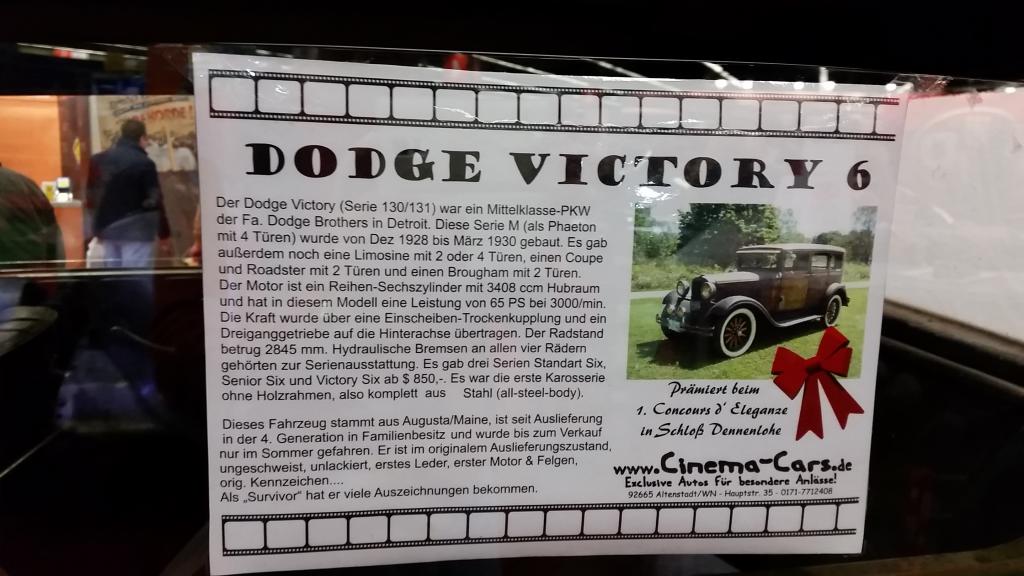 DODGE VICTORY 6
Der Dodge Victory (Serie 130/131) war ein Mittelklasse-PKW
der Fa. Dodge Brothers in Detroit. Diese Serie M (als Phaeton
mit 4 Türen) wurde von Dez 1928 bis März 1930 gebaut. Es gab
außerdem noch eine Limosine mit 2 oder 4 Türen, einen Coupe
und Roadster mit 2 Türen und einen Brougham mit 2 Türen.
Der Motor ist ein Reihen-Sechszylinder mit 3408 ccm Hubraum
und hat in diesem Modell eine Leistung von 65 PS bei 3000/min.
Die Kraft wurde über eine Einscheiben-Trockenkupplung und ein
Dreiganggetriebe auf die Hinterachse übertragen. Der Radstand
betrug 2845 mm. Hydraulische Bremsen an allen vier Rädern
gehörten zur Serienausstattung. Es gab drei Serien Standart Six,
Senior Six und Victory Six ab $ 850,-. Es war die erste Karosserie
ohne Holzrahmen, also komplett aus Stahl (all-steel-body).
Dieses Fahrzeug stammt aus Augusta/Maine, ist seit Auslieferung
in der 4. Generation in Familienbesitz und wurde bis zum Verkauf
nur im Sommer gefahren. Er ist im originalem Auslieferungszustand,
ungeschweist, unlackiert, erstes Leder, erster Motor & Felgen,
orig. Kennzeichen....
Als „Survivor" hat er viele Auszeichnungen bekommen.
Prämiert beim
1. Concours d' Eleganze
in Schloß Dennenlohe
www.Cinema-Cars.de
Exclusive Autos für besondere Anlässe!
92665 Altenstadt/WN - Hauptstr. 35 - 0171-7712408